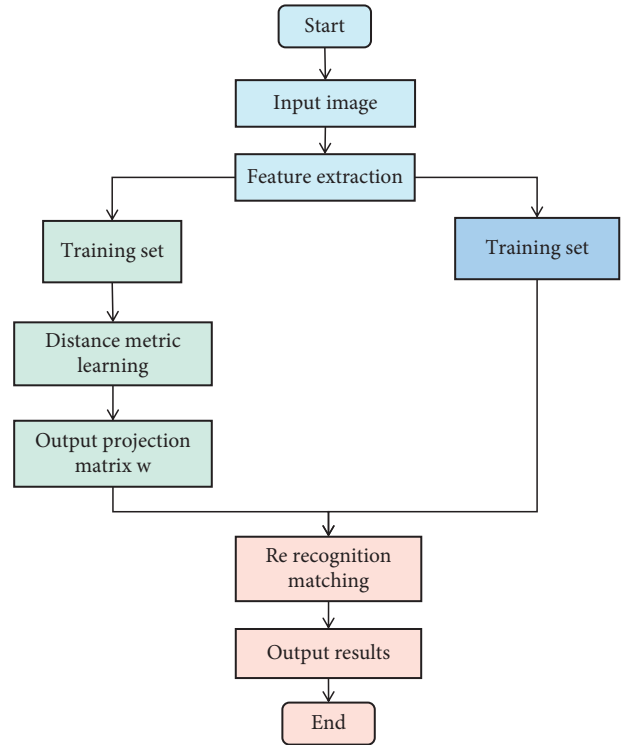 Start
Input image
Feature extraction
Training set
Training set
Distance metric
learning
Output projection
matrix w
Re recognition
matching
Output results
End